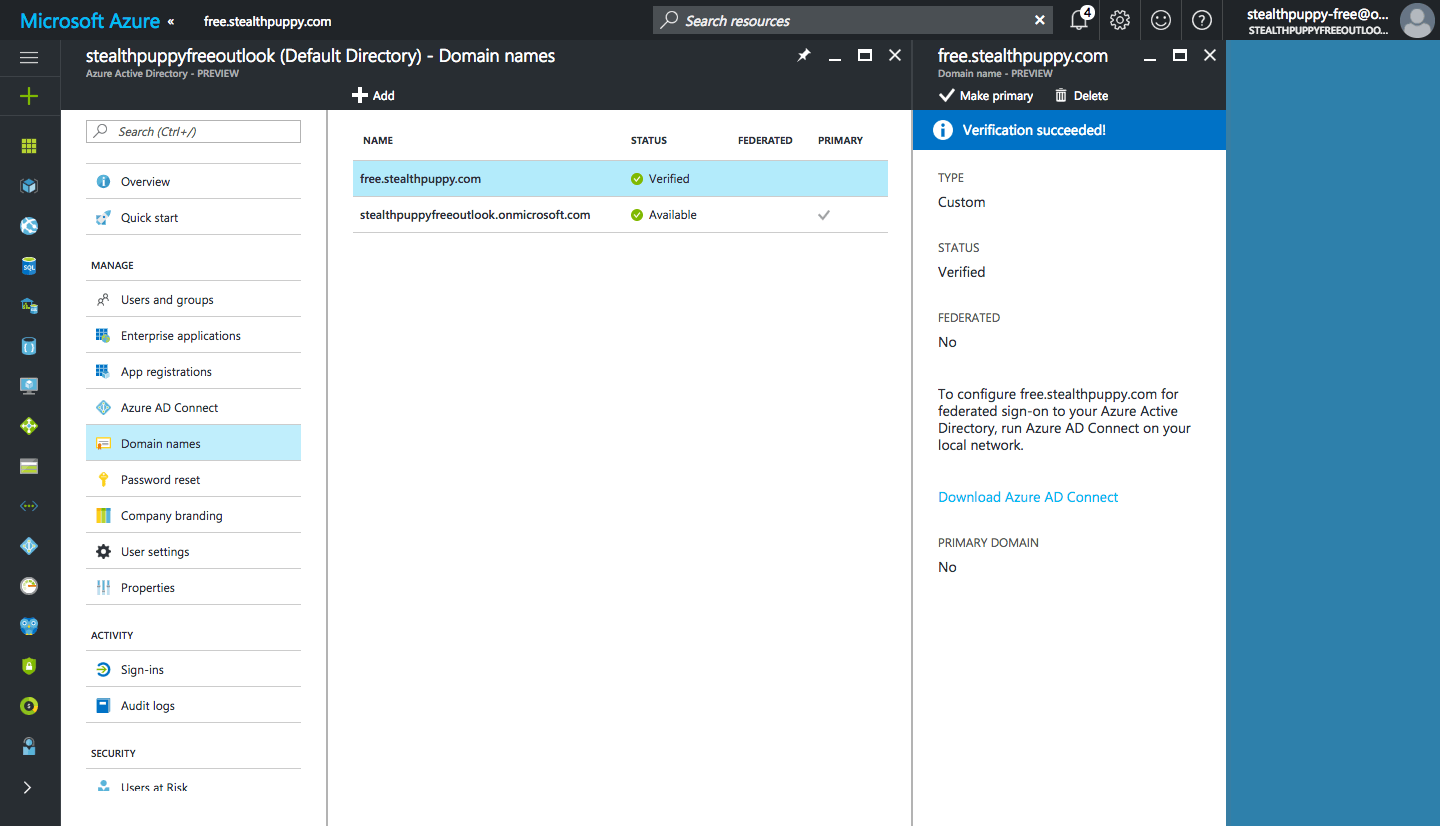 Microsoft Azure «
free.stealthpuppy.com
Search resources
4
stealthpuppy-free@o...
STEALTHPUPPYFREEOUTLOO...
stealthpuppyfreeoutlook (Default Directory) - Domain names
Azure Active Directory - PREVIEW
Add
Search (Ctrl+/)
Overview
Quick start
MANAGE
Users and groups
Enterprise applications
App registrations
Azure AD Connect
Domain names
Password reset
Company branding
User settings
Properties
ACTIVITY
Sign-ins
Audit logs
SECURITY
Users at Risk
NAME STATUS FEDERATED PRIMARY
free.stealthpuppy.com Verified
stealthpuppyfreeoutlook.onmicrosoft.com Available
free.stealthpuppy.com
Domain name - PREVIEW
Make primary Delete
Verification succeeded!
TYPE
Custom
STATUS
Verified
FEDERATED
No
To configure free.stealthpuppy.com for
federated sign-on to your Azure Active
Directory, run Azure AD Connect on your
local network.
Download Azure AD Connect
PRIMARY DOMAIN
No
SQL